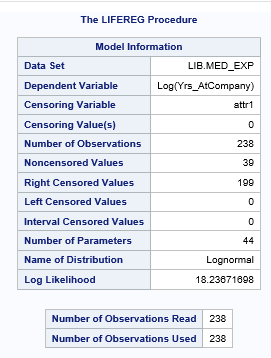 The LIFEREG Procedure
Model Information
Data Set LIB.MED_EXP
Dependent Variable Log(Yrs_AtCompany)
Censoring Variable attr1
Censoring Value(s) 0
Number of Observations 238
Noncensored Values 39
Right Censored Values 199
Left Censored Values 0
Interval Censored Values 0
Number of Parameters 44
Name of Distribution Lognormal
Log Likelihood 18.23671698
Number of Observations Read 238
Number of Observations Used 238